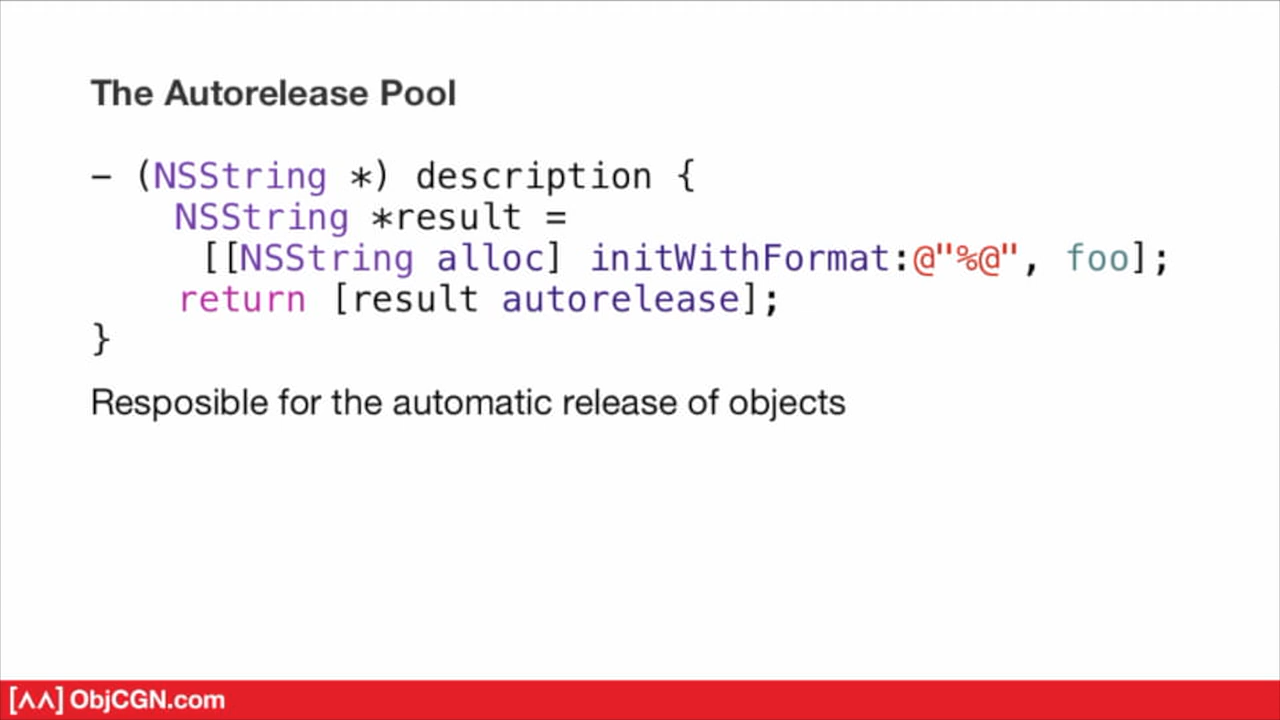 The Autorelease Pool
– (NSString *) description {
NSString *result =
[[NSString alloc] initWithFormat:@"%@", foo];
return [result autorelease];
}
Resposible for the automatic release of objects
[ʌʌ] ObjCGN.com